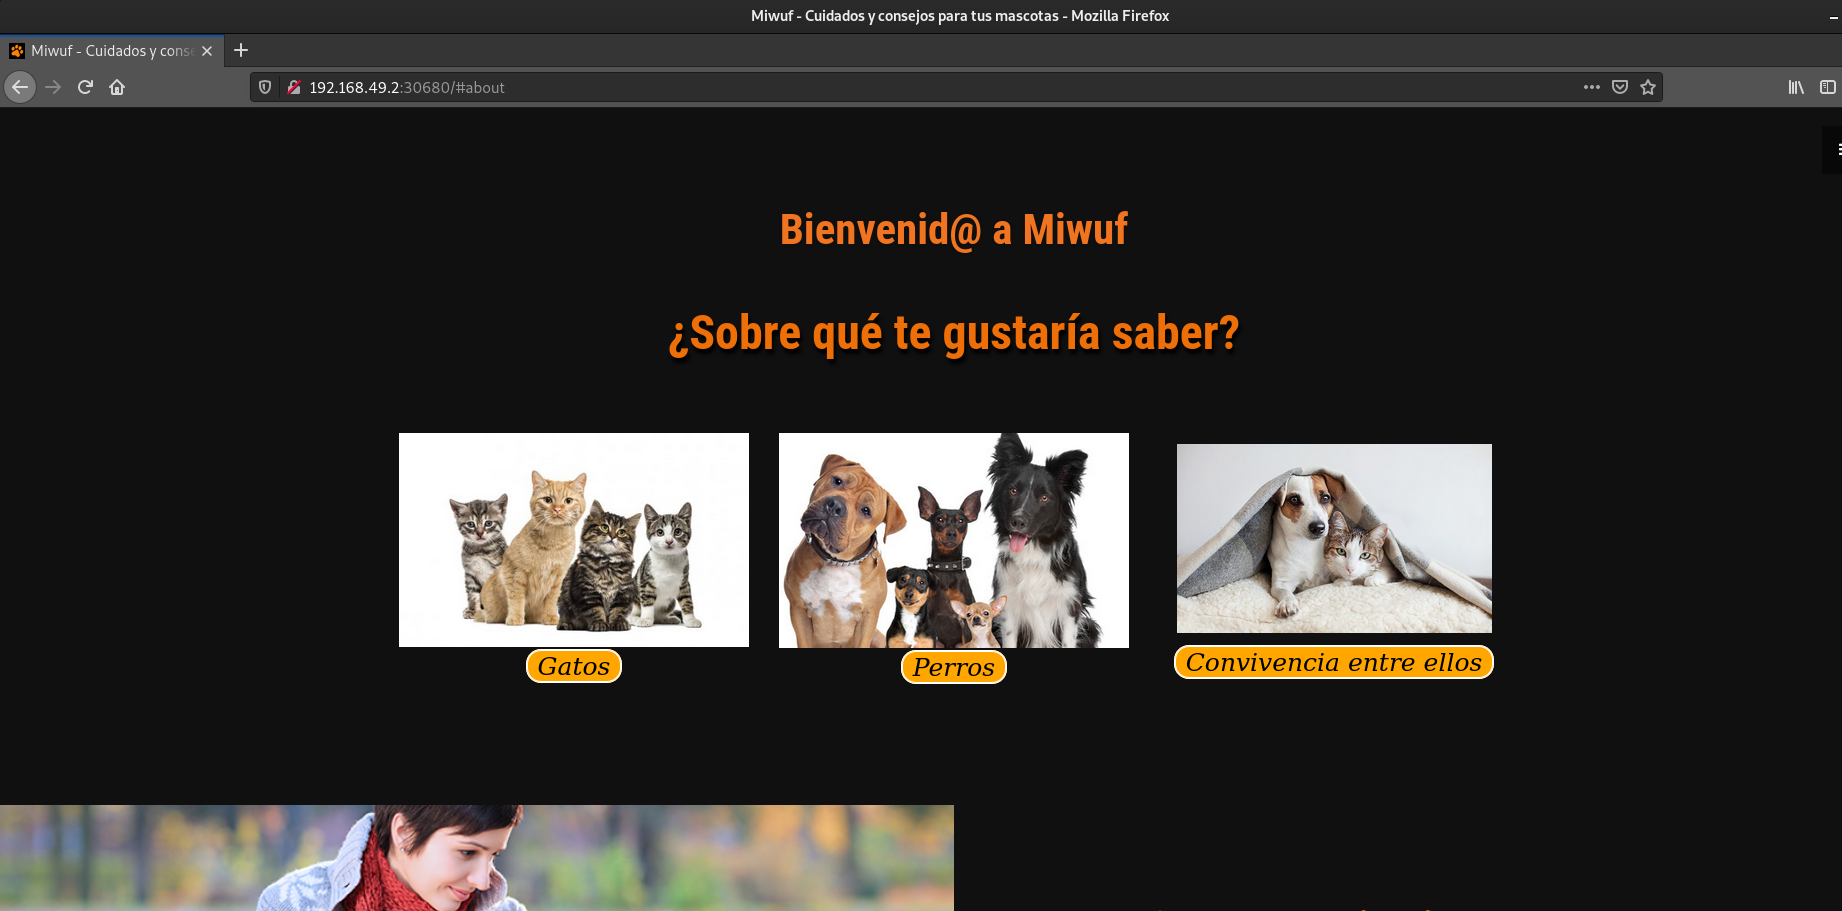 Miwuf - Cuidados y consejos para tus mascotas - Mozilla Firefox
Miwuf - Cuidados y conse
192.168.49.2:30680/#about
Bienvenid@ a Miwuf
¿Sobre qué te gustaría saber?
Gatos
Perros
Convivencia entre ellos